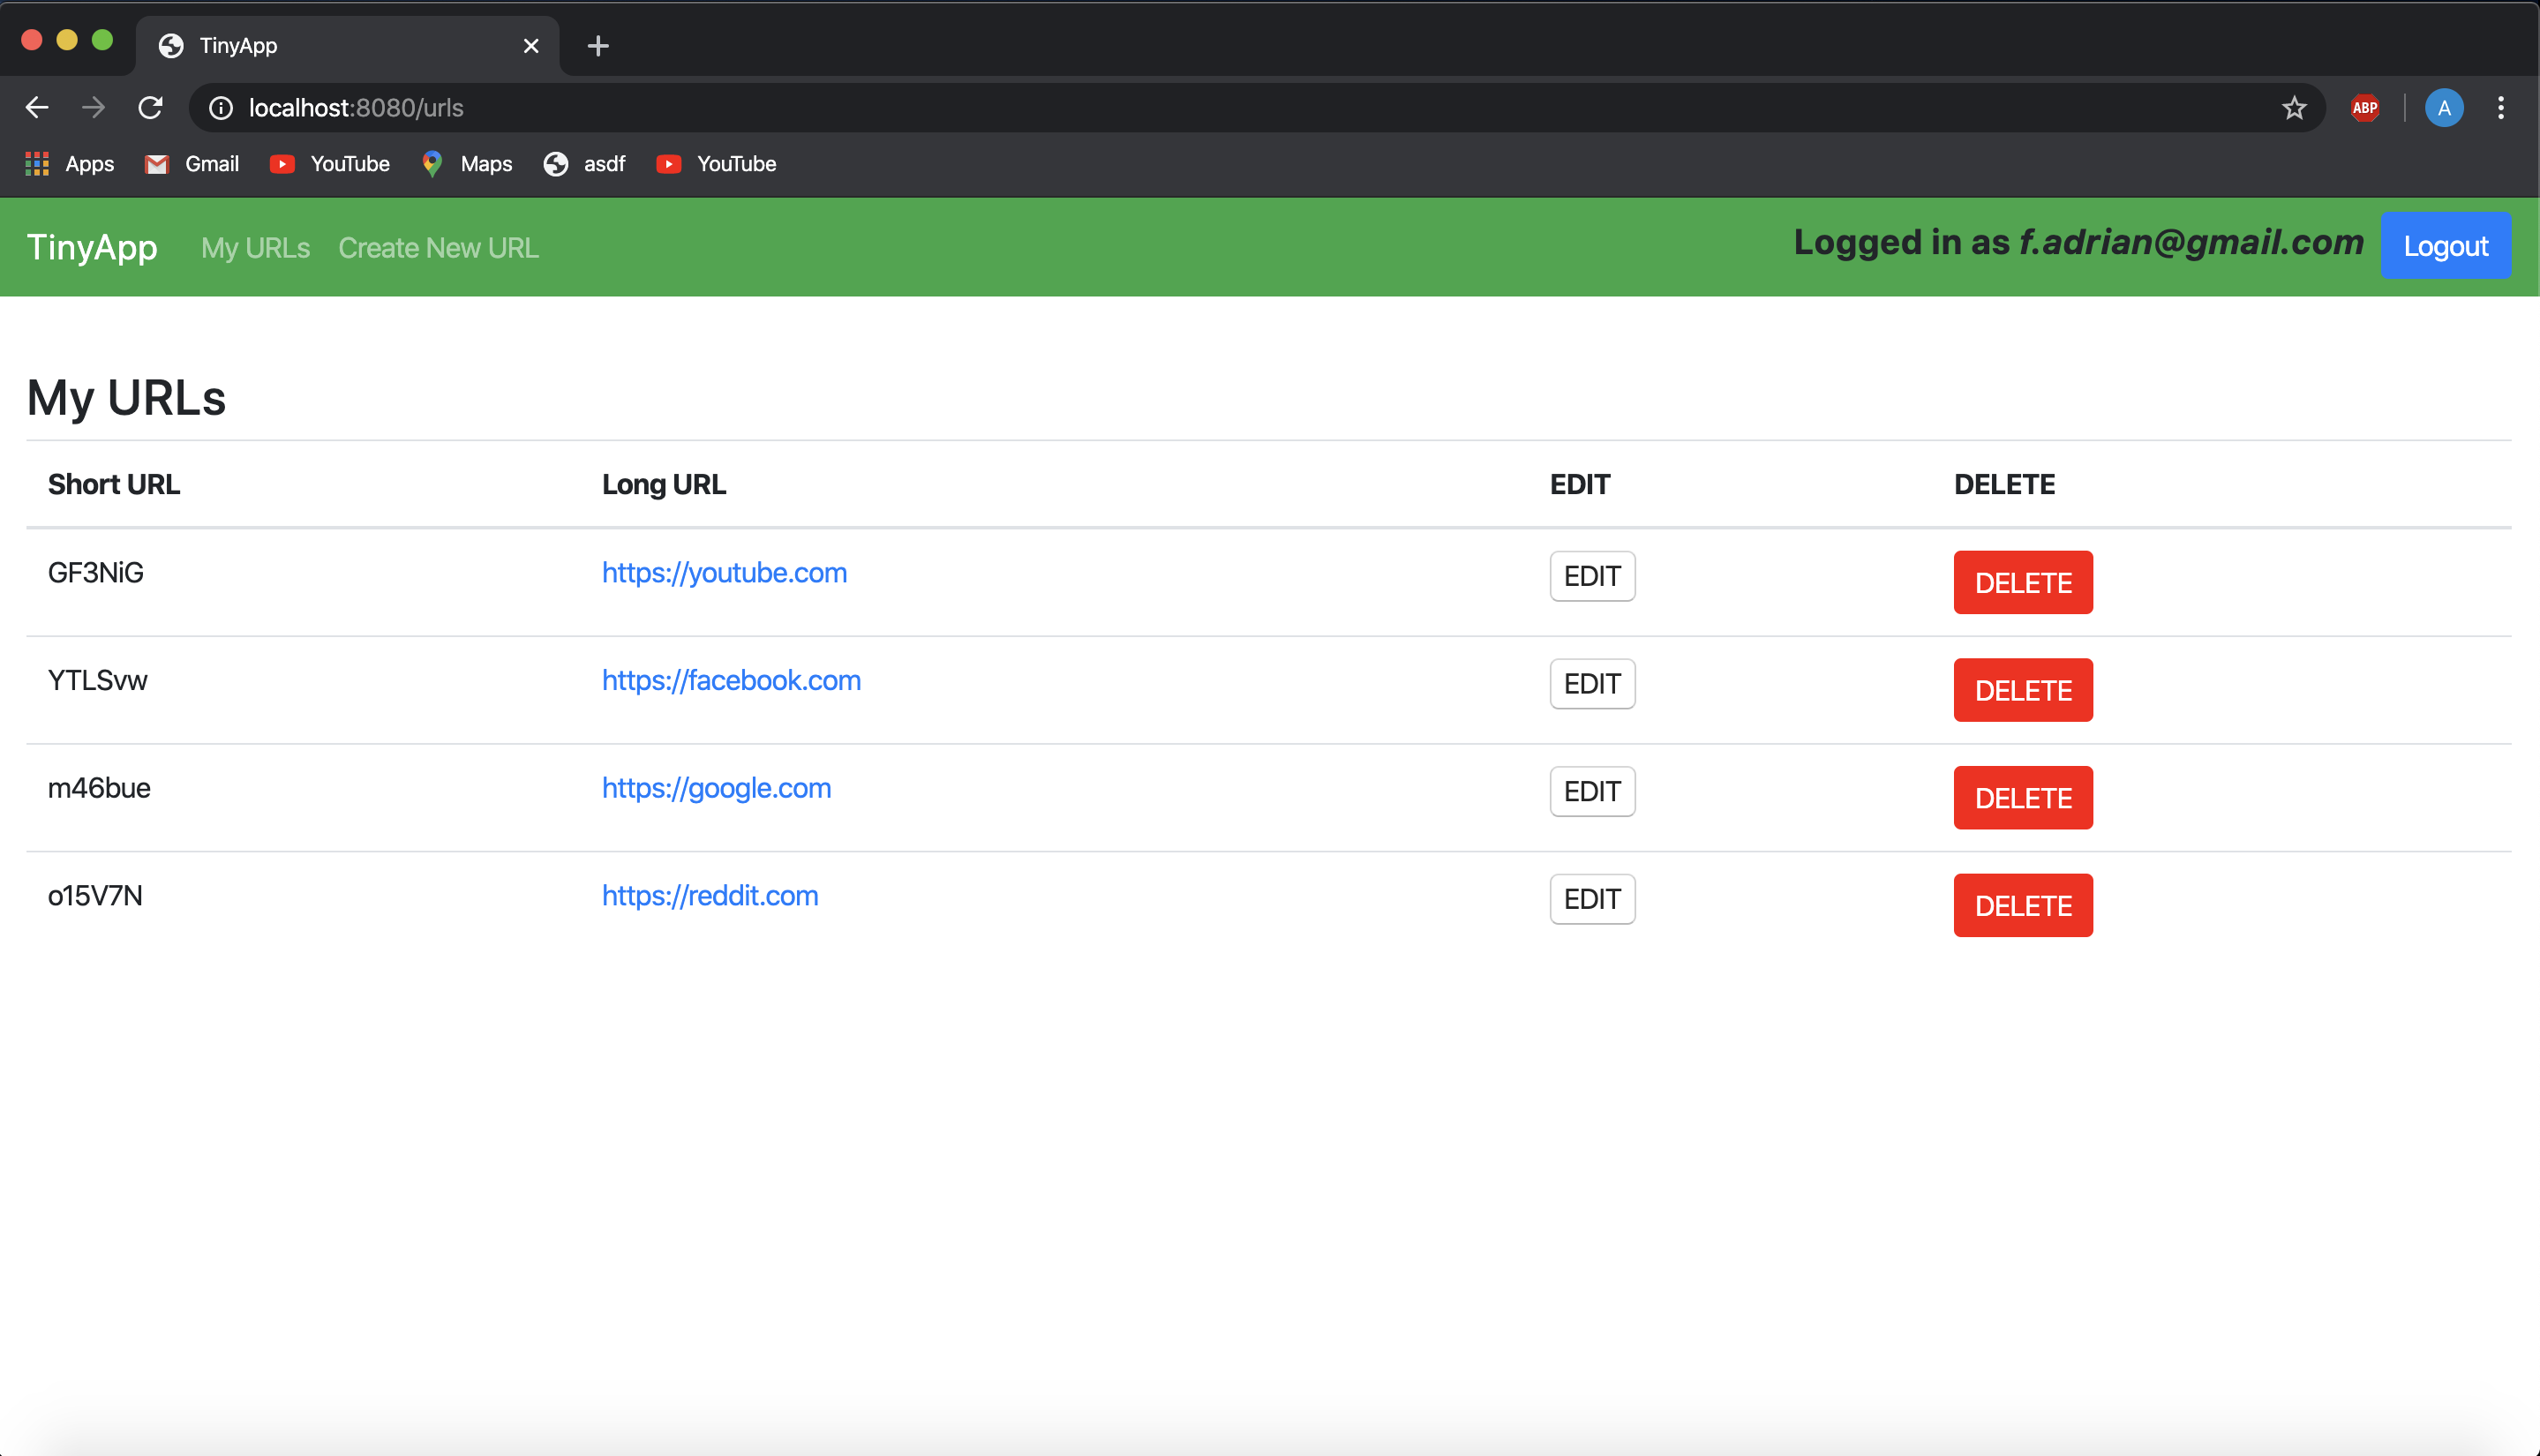 TinyApp
localhost:8080/urls
ABP
A
Apps Gmail YouTube Maps asdf YouTube
TinyApp My URLs Create New URL Logged in as f.adrian@gmail.com Logout
My URLs
Short URL Long URL EDIT DELETE
GF3NiG https://youtube.com EDIT DELETE
YTLSvw https://facebook.com EDIT DELETE
m46bue https://google.com EDIT DELETE
o15V7N https://reddit.com EDIT DELETE